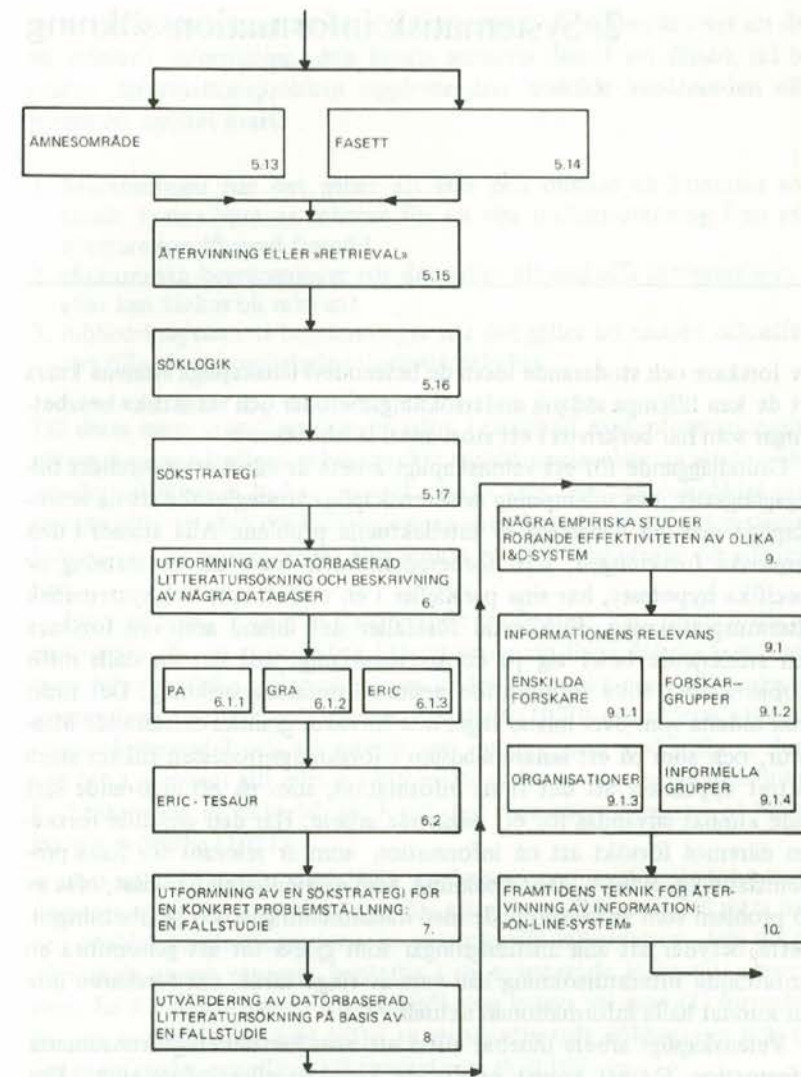 ÄMNESOMRÅDE
5.13
FASETT
5.14
ÅTERVINNING ELLER »RETRIEVAL»
5.15
SÖKLOGIK
5.16
SÖKSTRATEGI
5.17
UTFORMNING AV DATORBASERAD
LITTERATURSÖKNING OCH BESKRIVNING
AV NÅGRA DATABASER
6.
PA
6.1.1
GRA
6.1.2
ERIC
6.1.3
ERIC - TESAUR
6.2
UTFORMNING AV EN SÖKSTRATEGI FÖR
EN KONKRET PROBLEMSTÄLLNING:
EN FALLSTUDIE
7.
UTVÄRDERING AV DATORBASERAD
LITTERATURSÖKNING PÅ BASIS AV
EN FALLSTUDIE
8.
NÅGRA EMPIRISKA STUDIER
RÖRANDE EFFEKTIVITETEN AV OLIKA
I&D-SYSTEM
9.
INFORMATIONENS RELEVANS
9.1
ENSKILDA
FORSKARE
9.1.1
FORSKAR-
GRUPPER
9.1.2
ORGANISATIONER
9.1.3
INFORMELLA
GRUPPER
9.1.4
FRAMTIDENS TEKNIK FÖR ÅTER-
VINNING AV INFORMATION:
»ON-LINE-SYSTEM»
10.